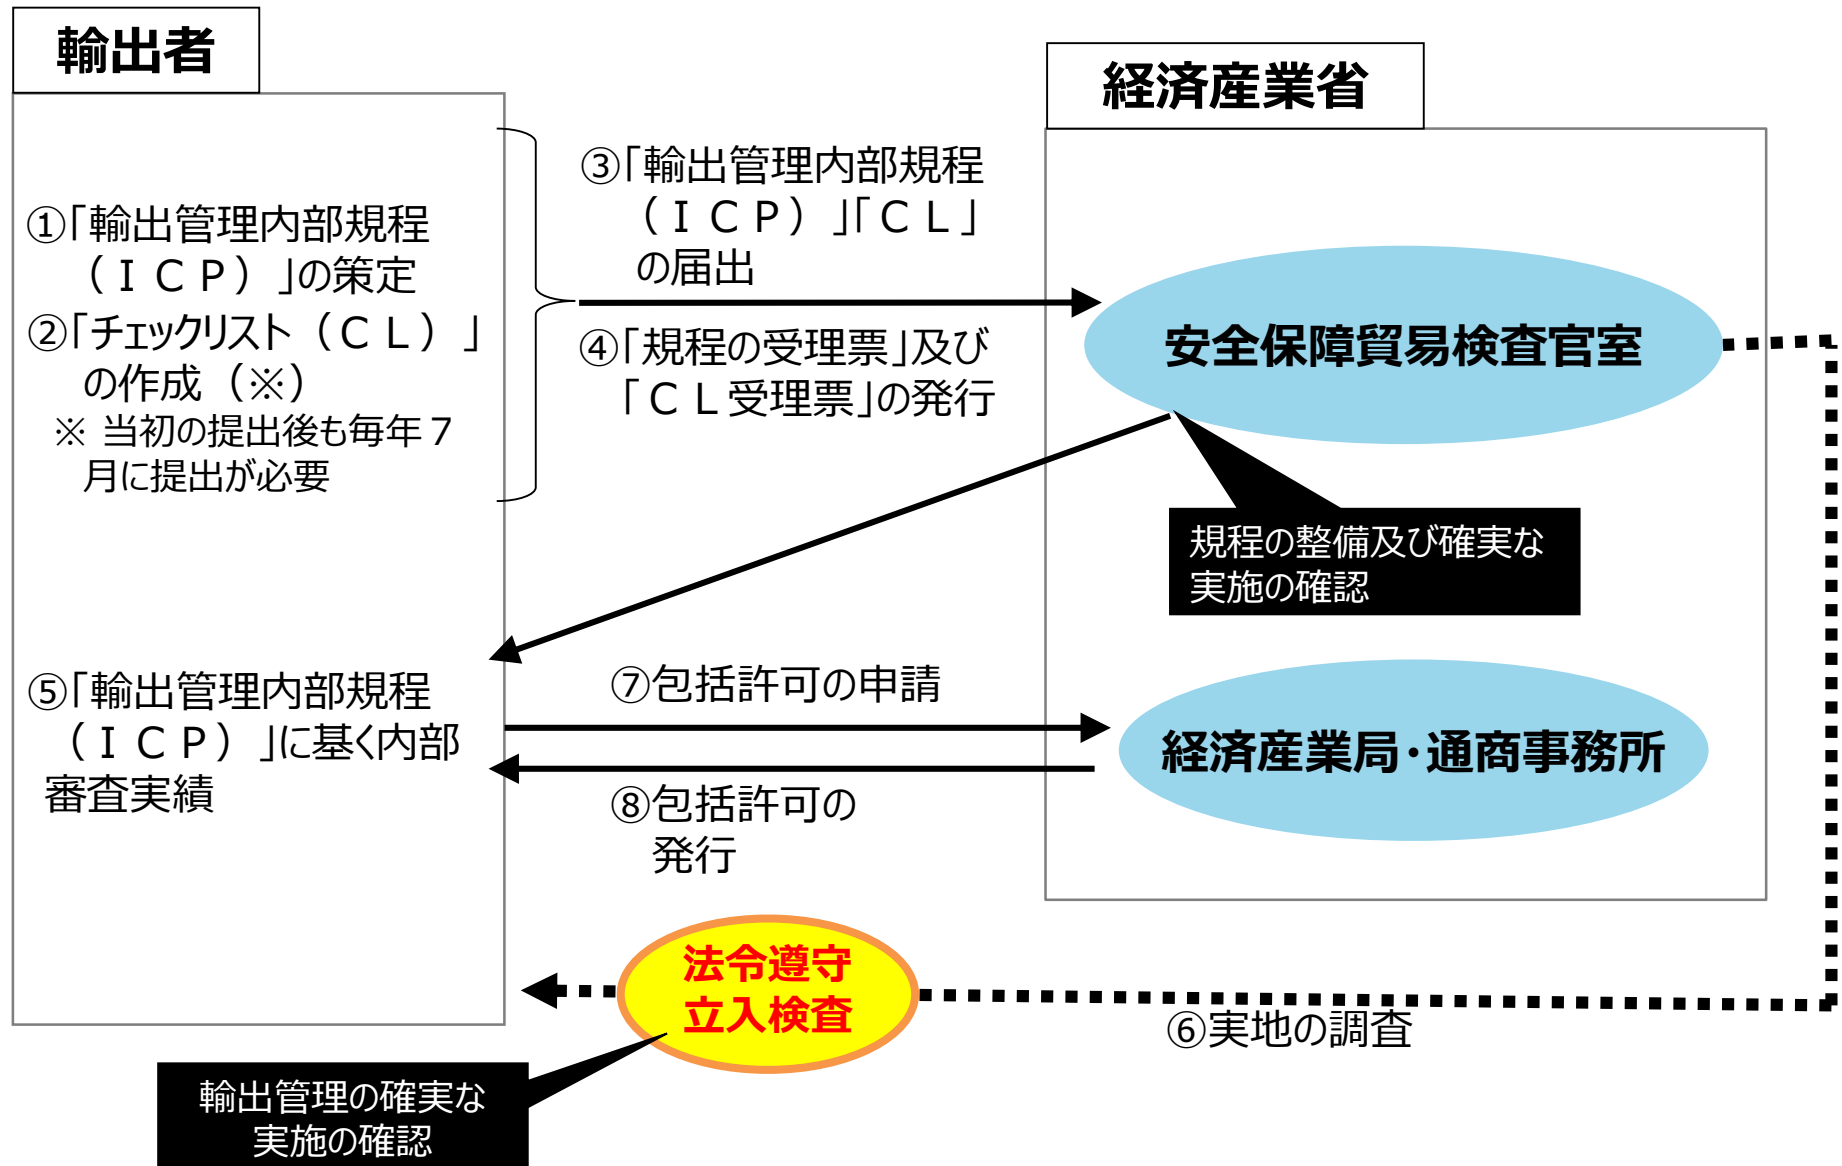 輸出者
経済産業省
①「輸出管理内部規程
（ＩＣＰ）」の策定
②「チェックリスト（ＣＬ）」
の作成（※）
※ 当初の提出後も毎年７
月に提出が必要
③「輸出管理内部規程
（ＩＣＰ）」「ＣＬ」
の届出
④「規程の受理票」及び
「ＣＬ受理票」の発行
安全保障貿易検査官室
規程の整備及び確実な
実施の確認
⑤「輸出管理内部規程
（ＩＣＰ）」に基く内部
審査実績
⑦包括許可の申請
⑧包括許可の
発行
経済産業局・通商事務所
法令遵守
立入検査
⑥実地の調査
輸出管理の確実な
実施の確認